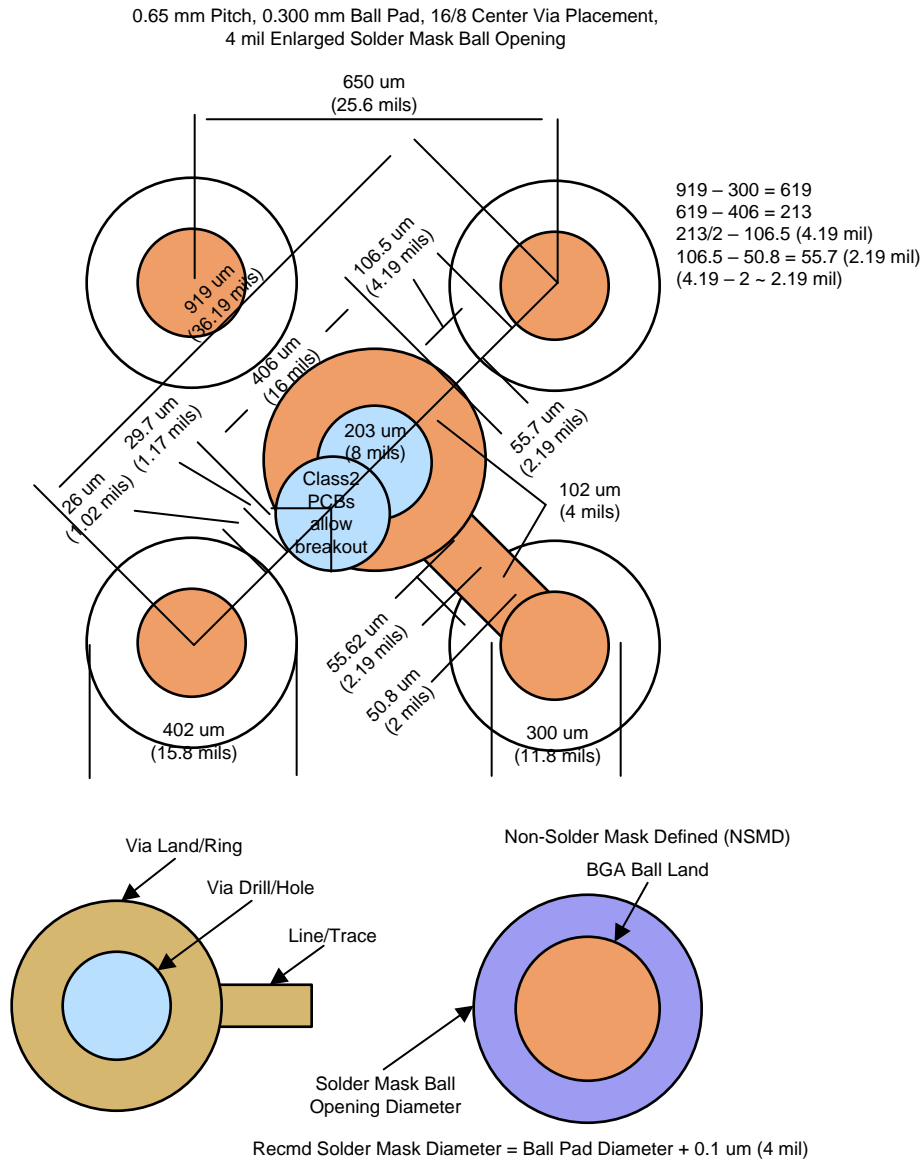 0.65 mm Pitch, 0.300 mm Ball Pad, 16/8 Center Via Placement,
4 mil Enlarged Solder Mask Ball Opening
650 um
(25.6 mils)
919 – 300 = 619
619 – 406 = 213
213/2 – 106.5 (4.19 mil)
106.5 – 50.8 = 55.7 (2.19 mil)
(4.19 – 2 ~ 2.19 mil)
106.5 um
(4.19 mils)
919 um
(36.19 mils)
406 um
(16 mils)
29.7 um
(1.17 mils)
26 um
(1.02 mils)
203 um
(8 mils)
Class2
PCBs
allow
breakout
55.7 um
(2.19 mils)
102 um
(4 mils)
55.62 um
(2.19 mils)
50.8 um
(2 mils)
402 um
(15.8 mils)
300 um
(11.8 mils)
Via Land/Ring
Via Drill/Hole
Line/Trace
Non-Solder Mask Defined (NSMD)
BGA Ball Land
Solder Mask Ball
Opening Diameter
Recmd Solder Mask Diameter = Ball Pad Diameter + 0.1 um (4 mil)